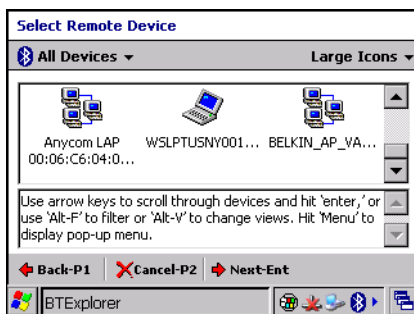 Select Remote Device
All Devices
Large Icons
Anycom LAP
00:06:C6:04:0...
WSLPTUSNY001...
BELKIN_AP_VA...
Use arrow keys to scroll through devices and hit 'enter,' or
use 'Alt-F' to filter or 'Alt-V' to change views. Hit 'Menu' to
display pop-up menu.
Back-P1
Cancel-P2
Next-Ent
BTExplorer